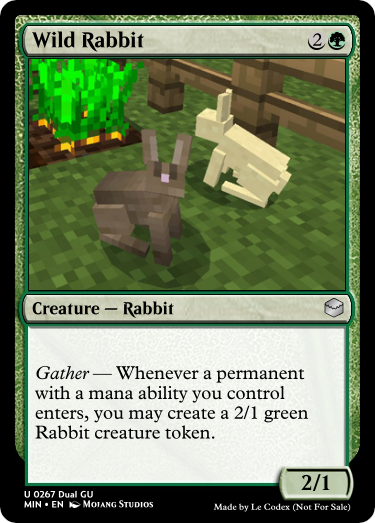 Wild Rabbit 2
Creature — Rabbit
Gather — Whenever a permanent
with a mana ability you control
enters, you may create a 2/1 green
Rabbit creature token.
2/1
U 0267 Dual GU
MIN • EN Mojang Studios
Made by Le Codex (Not For Sale)